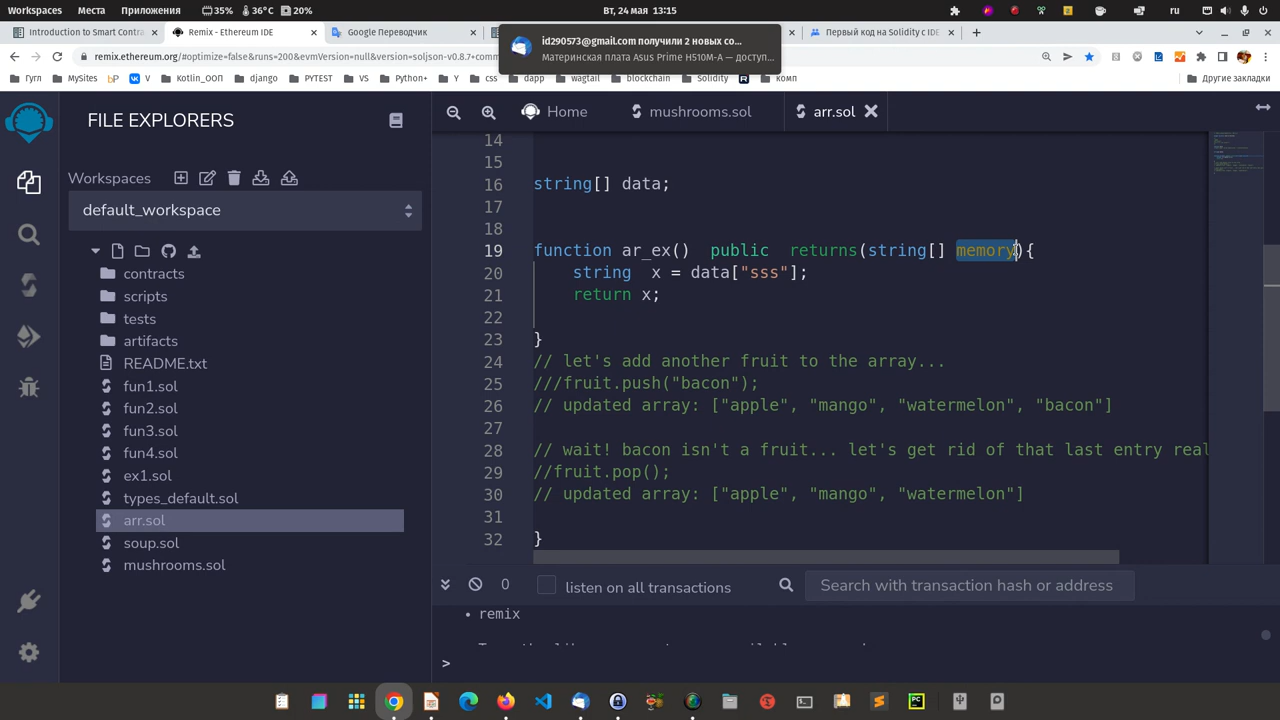 Workspaces Места Приложения 35% 36°C 20% ВТ, 24 мая 13:15 ru
Introduction to Smart Contra Remix - Ethereum IDE Google Переводчик Первый код на Solidity с IDE
id290573@gmail.com получили 2 новых со...
Материнская плата Asus Prime H510M-A — доступ...
remix.ethereum.org/#optimize=false&runs=200&evmVersion=null&version=soljson-v0.8.7+comm
Гугл MySites bP V Kotlin_ООП django PYTEST VS Python+ Y css dapp wagtail blockchain Solidity комп Другие закладки
FILE EXPLORERS
Home mushrooms.sol arr.sol
Workspaces
default_workspace
contracts
scripts
tests
artifacts
README.txt
fun1.sol
fun2.sol
fun3.sol
fun4.sol
ex1.sol
types_default.sol
arr.sol
soup.sol
mushrooms.sol
14
15
16 string[] data;
17
18
19 function ar_ex() public returns(string[] memory){
20 string x = data["sss"];
21 return x;
22
23 }
24 // let's add another fruit to the array...
25 ///fruit.push("bacon");
26 // updated array: ["apple", "mango", "watermelon", "bacon"]
27
28 // wait! bacon isn't a fruit... let's get rid of that last entry real
29 //fruit.pop();
30 // updated array: ["apple", "mango", "watermelon"]
31
32 }
0 listen on all transactions Search with transaction hash or address
• remix
>